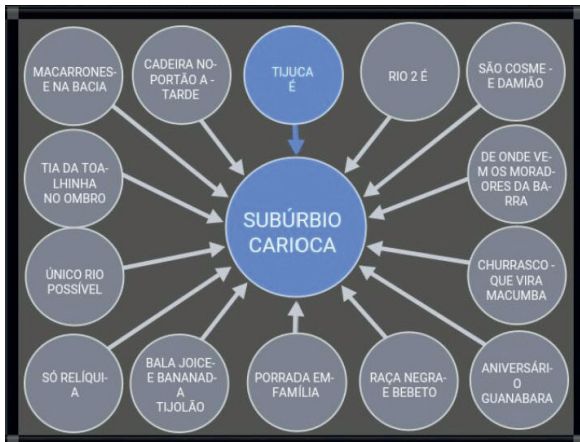 MACARRONES-
E NA BACIA
CADEIRA NO-
PORTÃO A -
TARDE
TIJUCA
É
RIO 2 É
SÃO COSME -
E DAMIÃO
TIA DA TOA-
LHINHA
NO OMBRO
DE ONDE VE-
M OS MORAD-
ORES DA BA-
RRA
SUBÚRBIO
CARIOCA
ÚNICO RIO
POSSÍVEL
CHURRASCO -
QUE VIRA
MACUMBA
SÓ RELÍQUI-
A
BALA JOICE-
E BANANAD-
A
TIJOLÃO
PORRADA EM-
FAMÍLIA
RAÇA NEGRA-
E BEBETO
ANIVERSÁRI-
O
GUANABARA